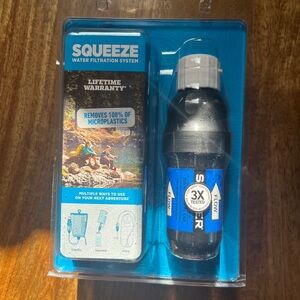 SQUEEZE
WATER FILTRATION SYSTEM
LIFETIME
WARRANTY*
REMOVES 100% OF
MICROPLASTICS
MULTIPLE WAYS TO USE
ON YOUR NEXT ADVENTURE
3X
TESTED
FLOW